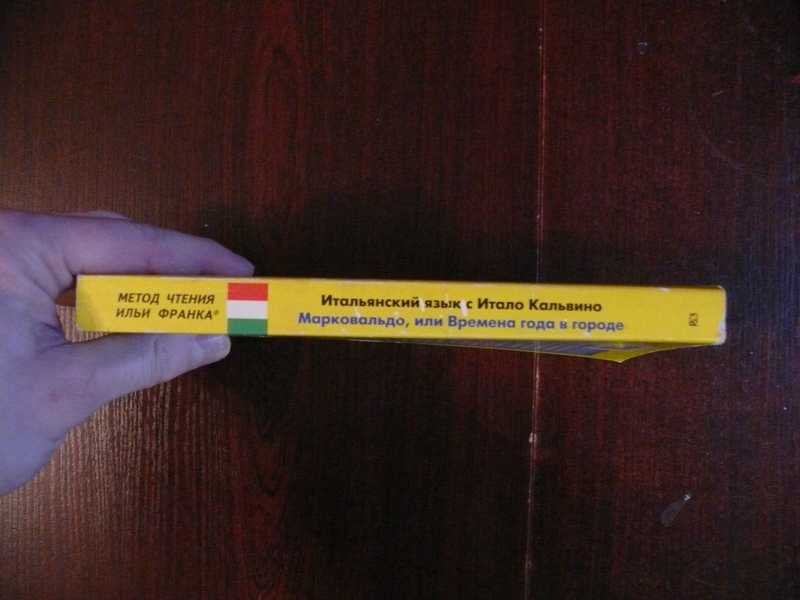 МЕТОД ЧТЕНИЯ
ИЛЬИ ФРАНКА®
Итальянский язык с Итало Кальвино
Марковальдо, или Времена года в городе